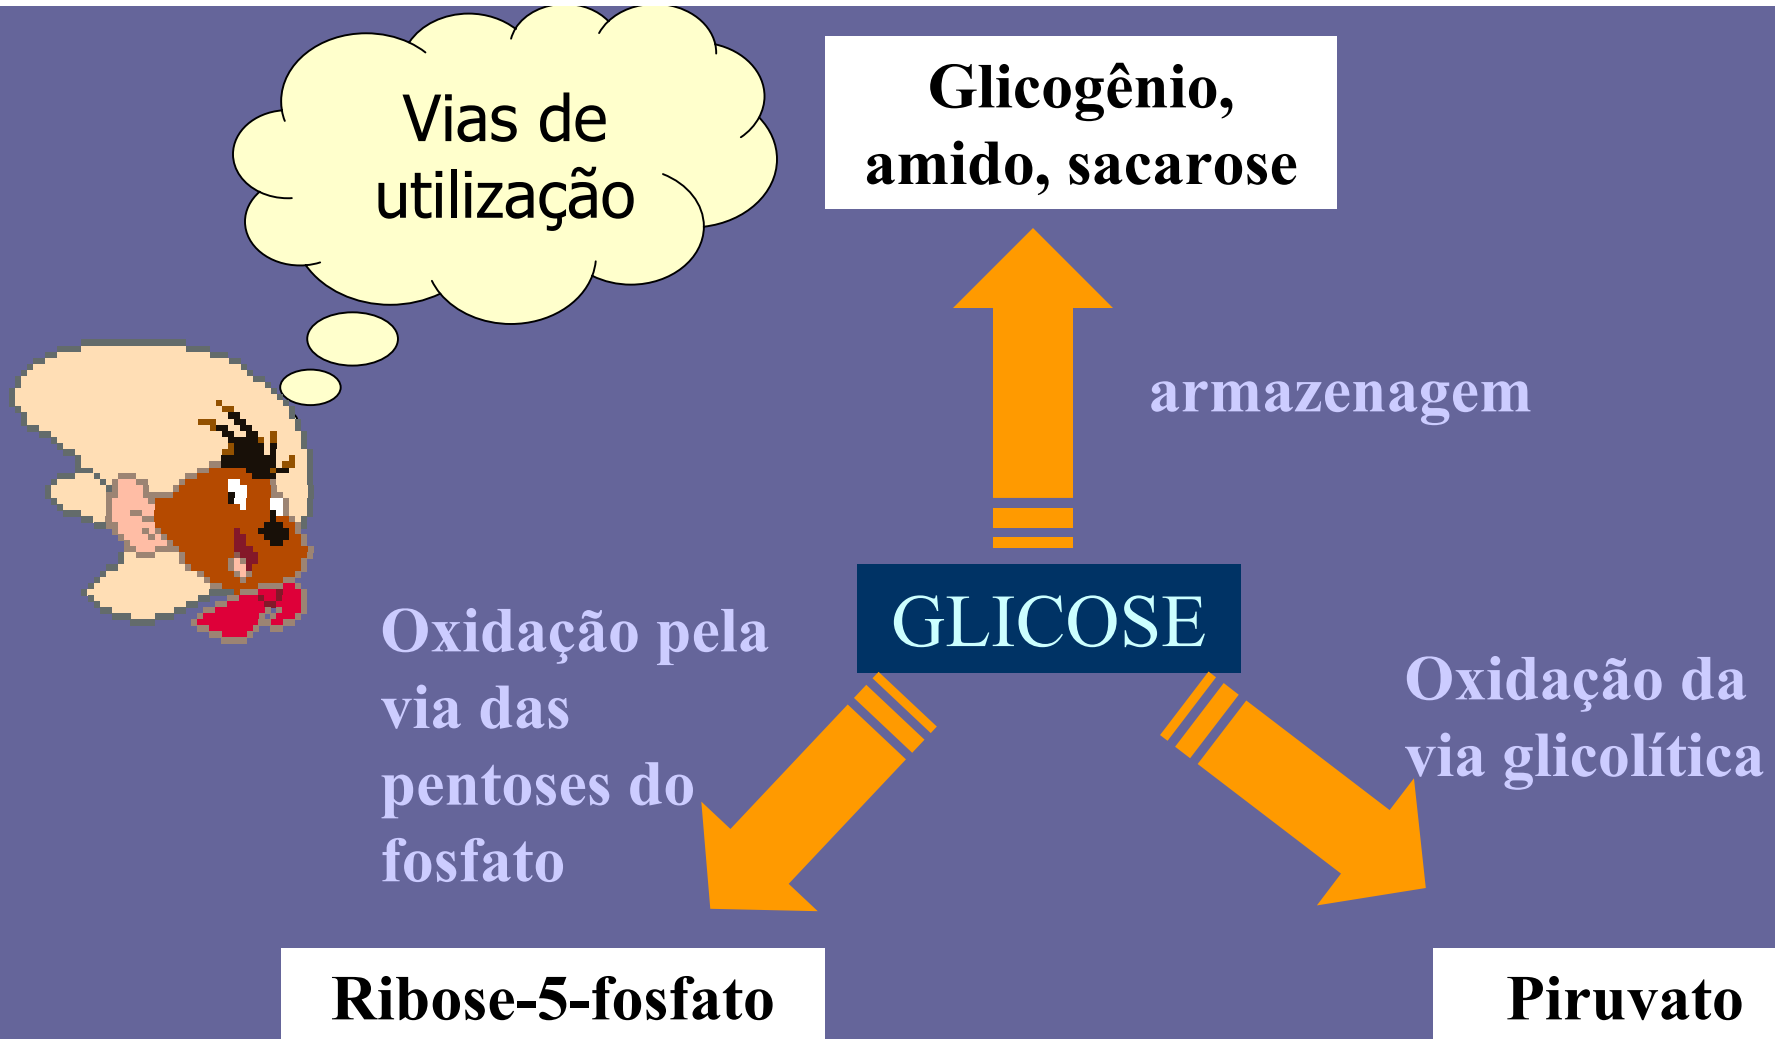 Vias de
utilização
Glicogênio,
amido, sacarose
armazenagem
GLICOSE
Oxidação pela
via das
pentoses do
fosfato
Oxidação da
via glicolítica
Ribose-5-fosfato
Piruvato